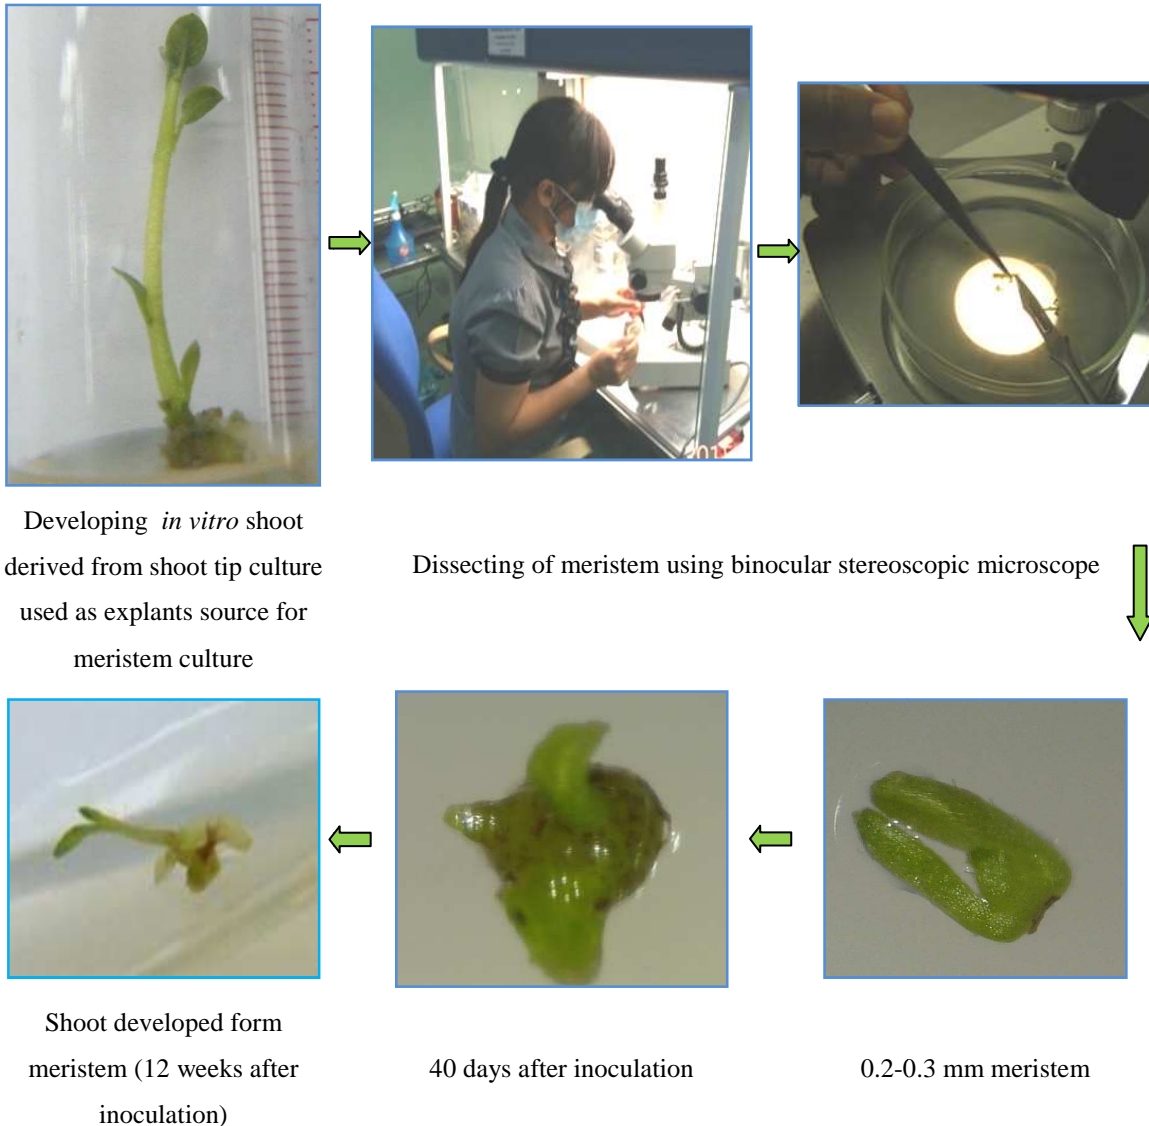 Developing in vitro shoot
derived from shoot tip culture
used as explants source for
meristem culture
Dissecting of meristem using binocular stereoscopic microscope
Shoot developed form
meristem (12 weeks after
inoculation)
40 days after inoculation
0.2-0.3 mm meristem